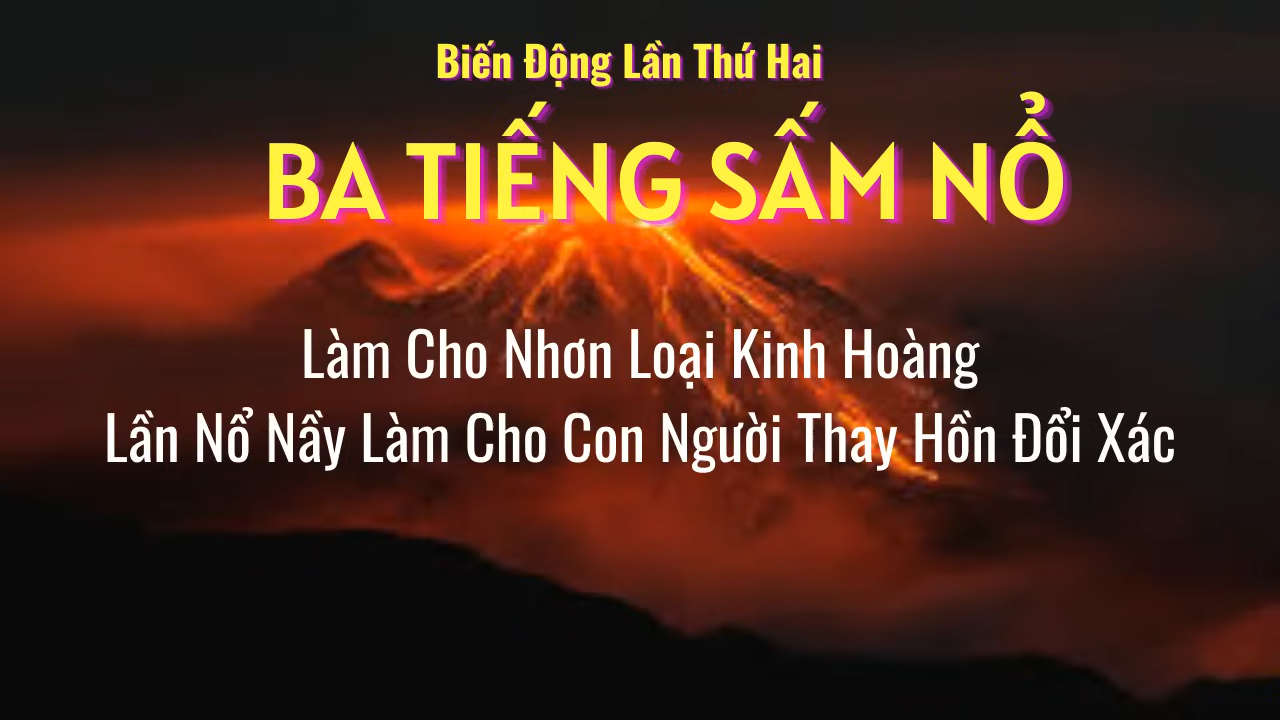 Biến Động Lần Thứ Hai
BA TIẾNG SẤM NỔ
Làm Cho Nhơn Loại Kinh Hoàng
Lần Nổ Nầy Làm Cho Con Người Thay Hồn Đổi Xác